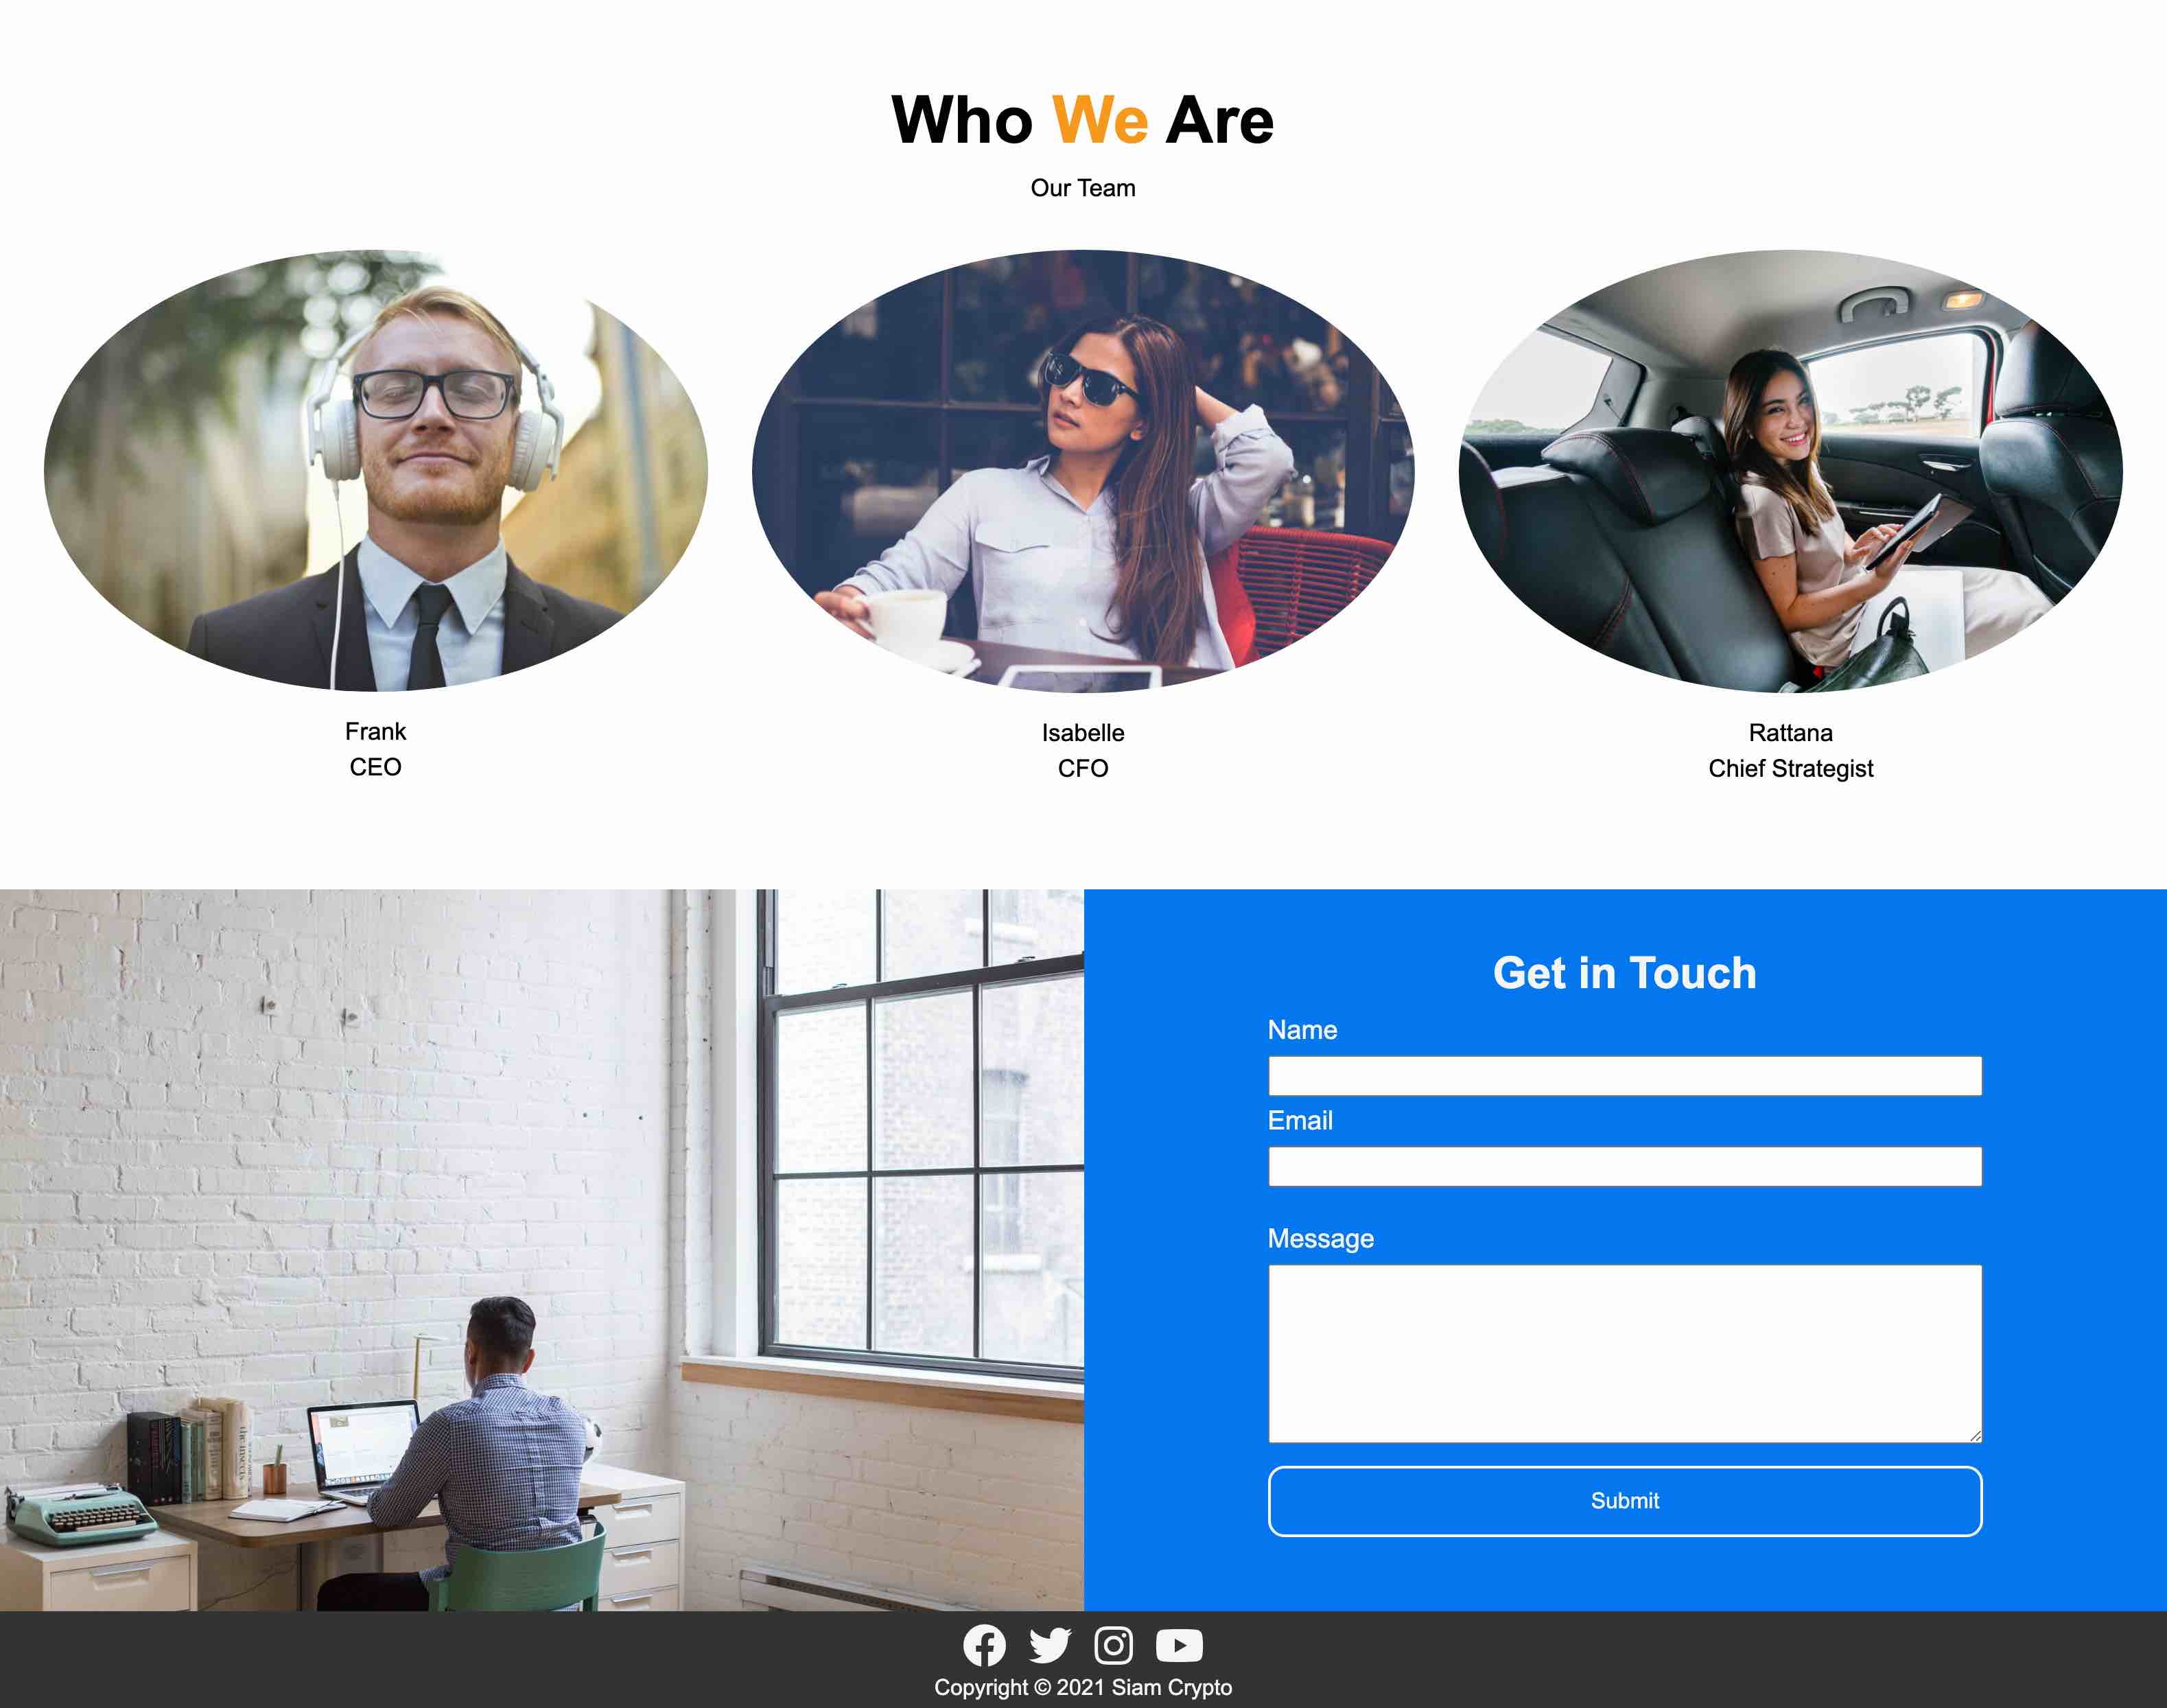 Who We Are
Our Team
Frank
CEO
Isabelle
CFO
Rattana
Chief Strategist
Get in Touch
Name
Email
Message
Submit
Copyright © 2021 Siam Crypto